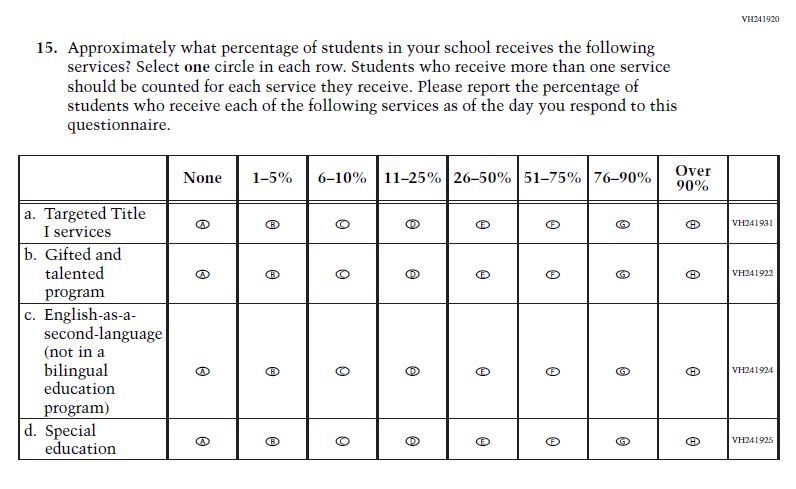 VH241920
15. Approximately what percentage of students in your school receives the following
services? Select one circle in each row. Students who receive more than one service
should be counted for each service they receive. Please report the percentage of
students who receive each of the following services as of the day you respond to this
questionnaire.
None 1–5% 6–10% 11–25% 26–50% 51–75% 76–90% Over
90%
a. Targeted Title
I services
A B C D E F G H VH241931
b. Gifted and
talented
program
A B C D E F G H VH241922
c. English-as-a-
second-language
(not in a
bilingual
education
program)
A B C D E F G H VH241924
d. Special
education
A B C D E F G H VH241925